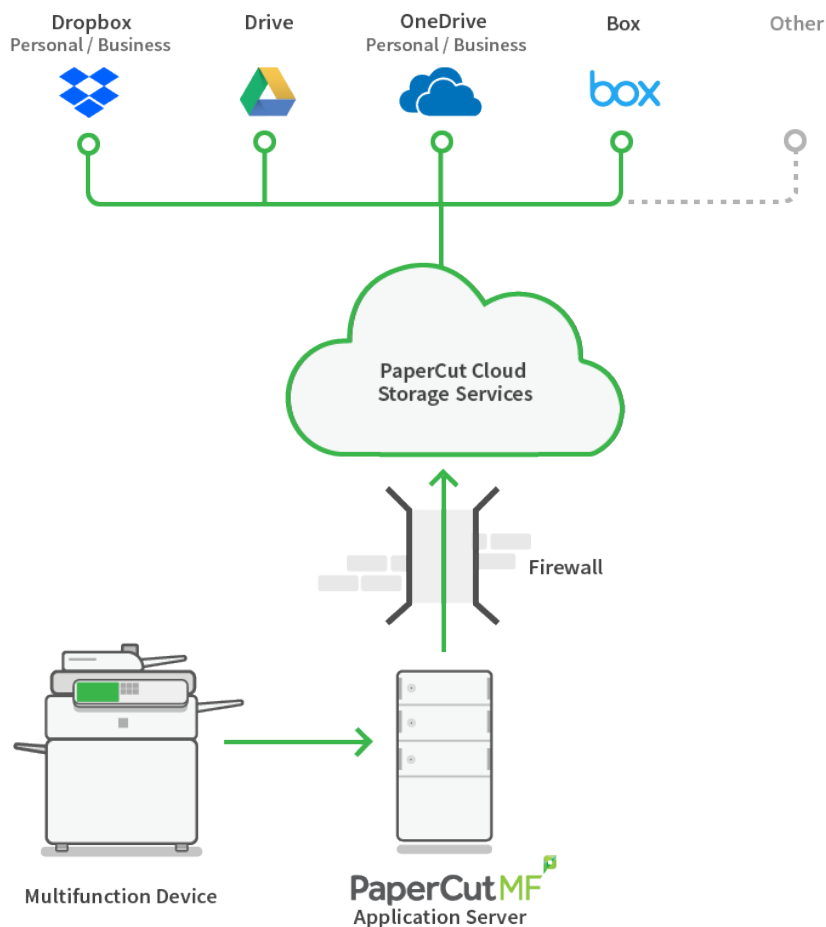 Dropbox
Personal / Business
Drive
OneDrive
Personal / Business
Box
Other
box
PaperCut Cloud
Storage Services
Firewall
Multifunction Device
PaperCutMF
Application Server